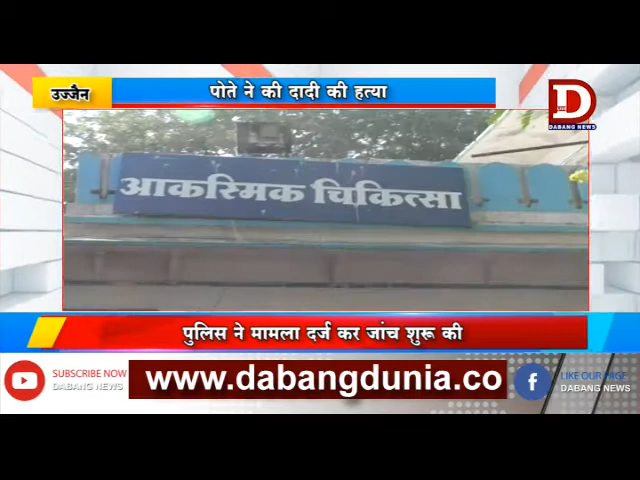 उज्जैन
पोते ने की दादी की हत्या
LIVE
DABANG NEWS
आकस्मिक चिकित्सा
पुलिस ने मामला दर्ज कर जांच शुरू की
SUBSCRIBE NOW
DABANG NEWS
www.dabangdunia.co
LIKE OUR PAGE
DABANG NEWS